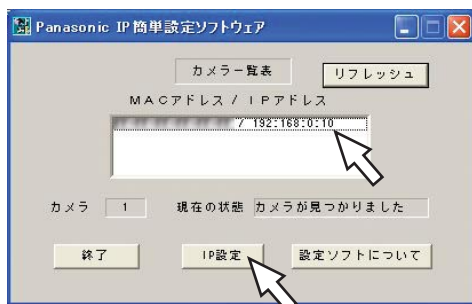 Panasonic IP簡単設定ソフトウェア
カメラ一覧表
リフレッシュ
MACアドレス / IPアドレス
/ 192:168:0:10
カメラ 1 現在の状態 カメラが見つかりました
終了 IP設定 設定ソフトについて